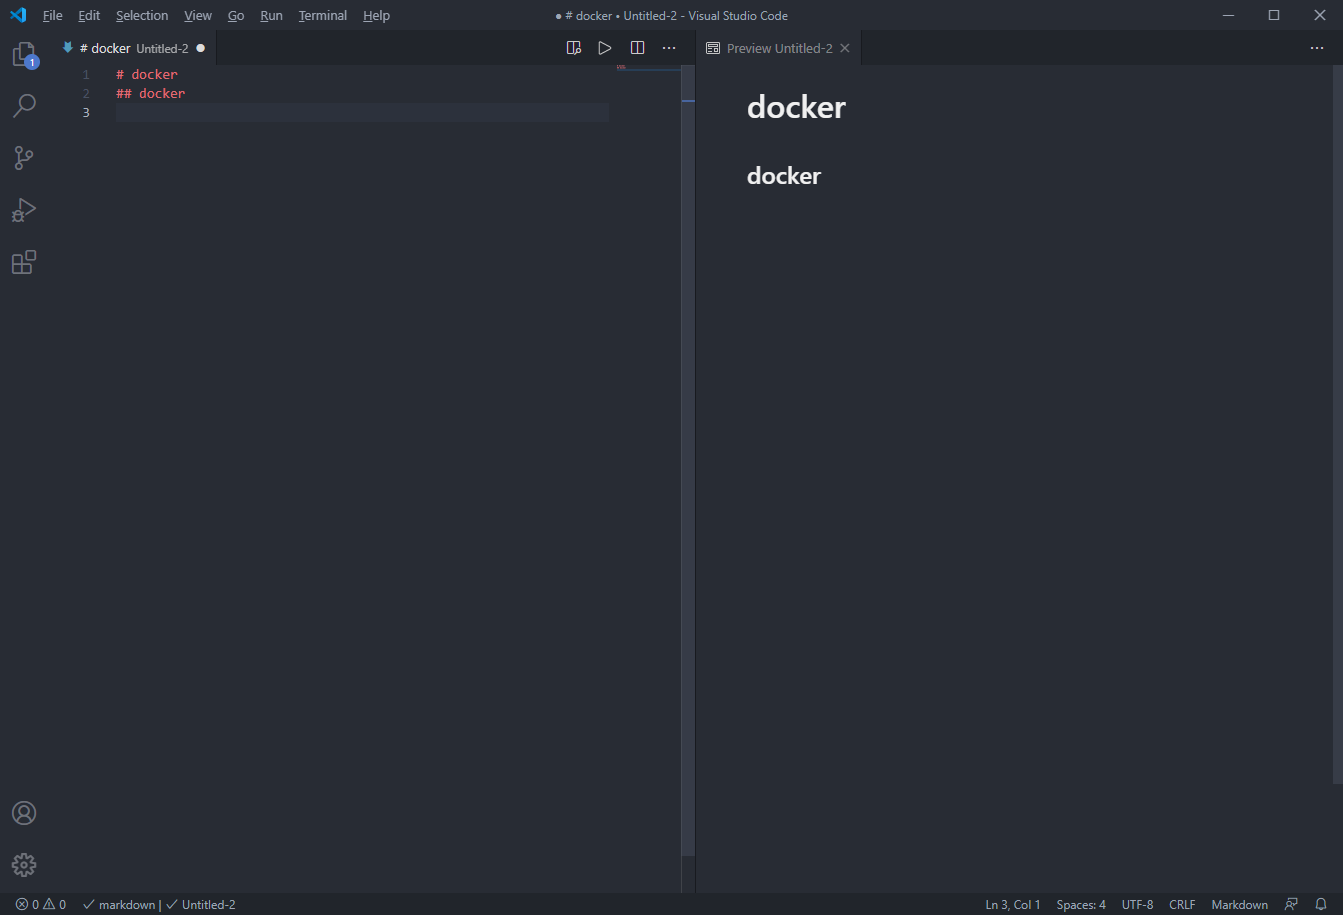 File Edit Selection View Go Run Terminal Help
● # docker • Untitled-2 - Visual Studio Code
1
# docker Untitled-2 ●
Preview Untitled-2
1 # docker
2 ## docker
3
docker
docker
0 0 markdown | Untitled-2
Ln 3, Col 1 Spaces: 4 UTF-8 CRLF Markdown